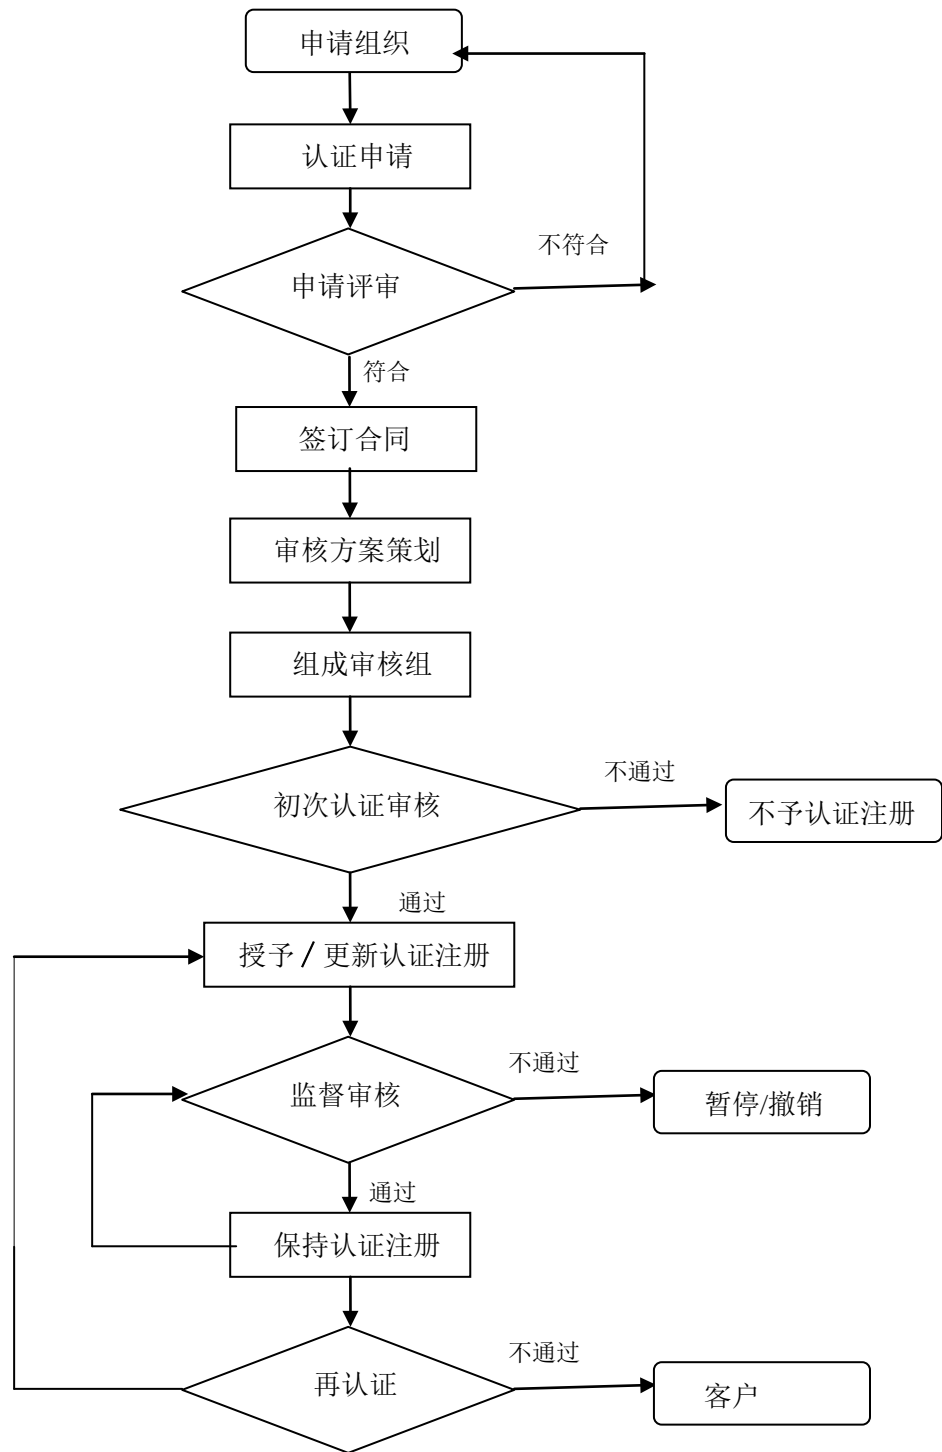 申请组织
认证申请
不符合
申请评审
符合
签订合同
审核方案策划
组成审核组
不通过
初次认证审核
不予认证注册
通过
授予／更新认证注册
不通过
监督审核
暂停/撤销
通过
保持认证注册
不通过
再认证
客户